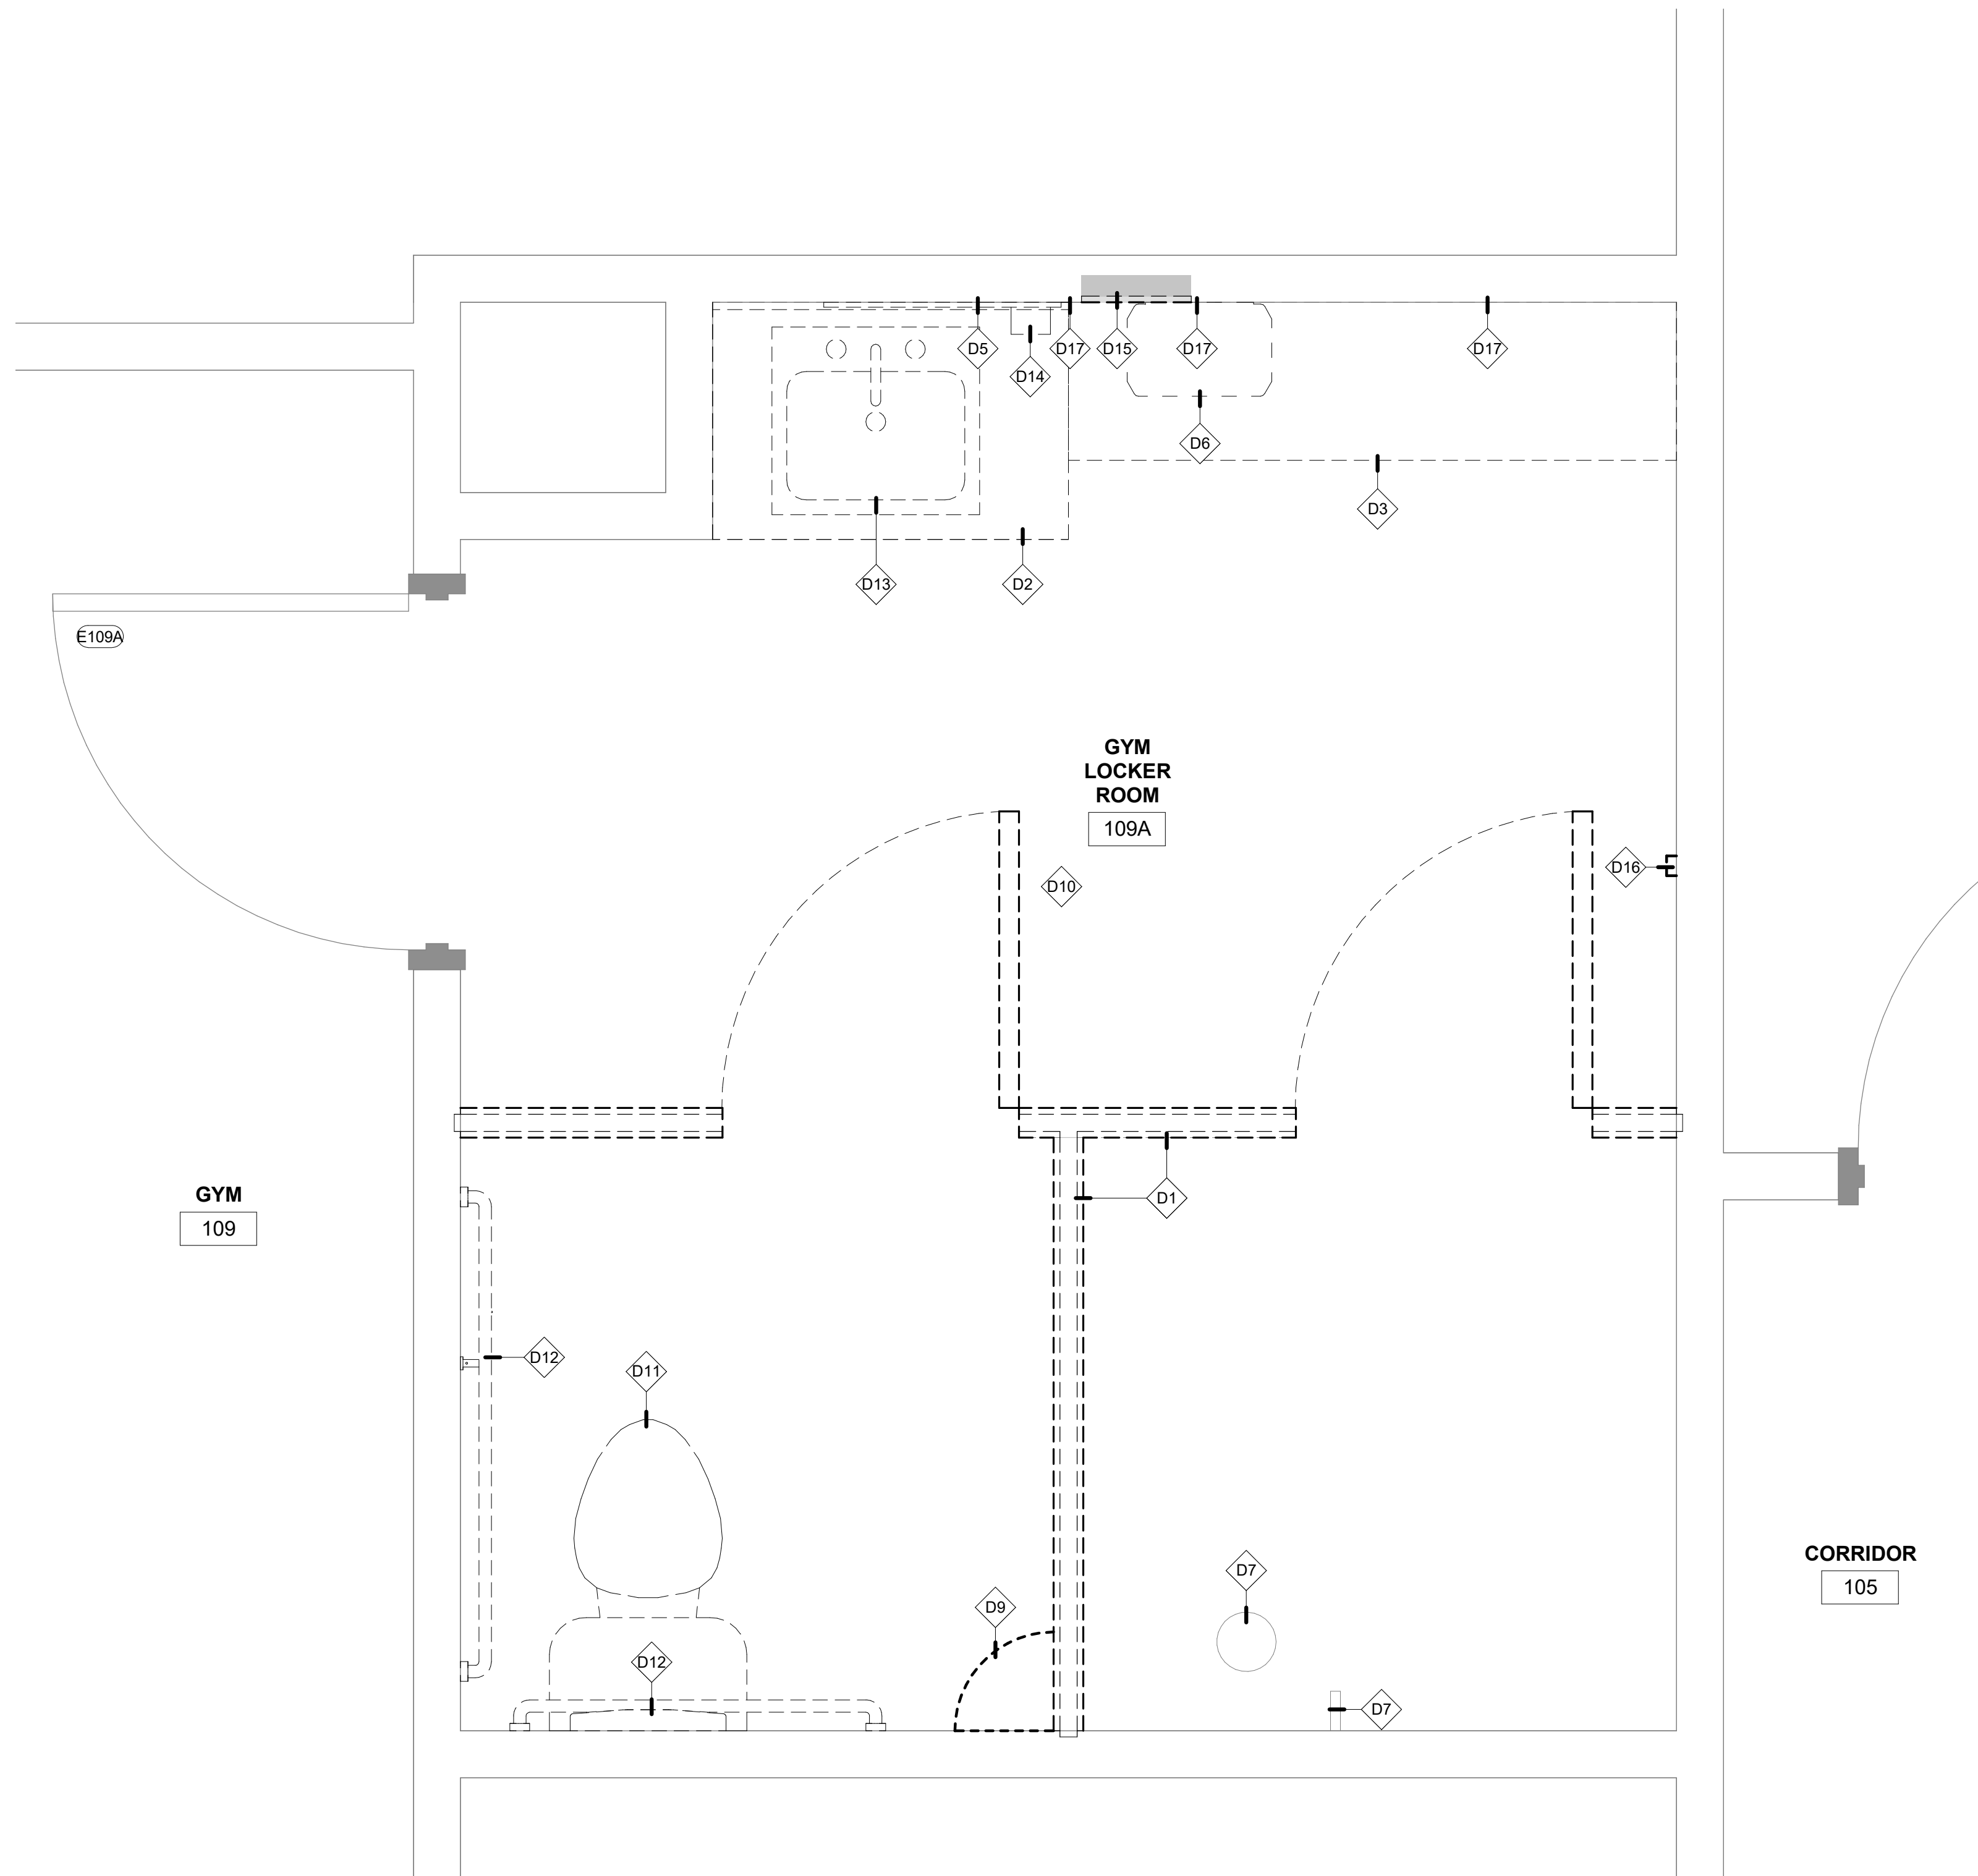 D5
D17
D15
D17
D17
D14
D6
D3
D13
D2
E109A
GYM
LOCKER
ROOM
109A
D16
D10
GYM
109
D1
D12
D11
CORRIDOR
105
D7
D9
D12
D7